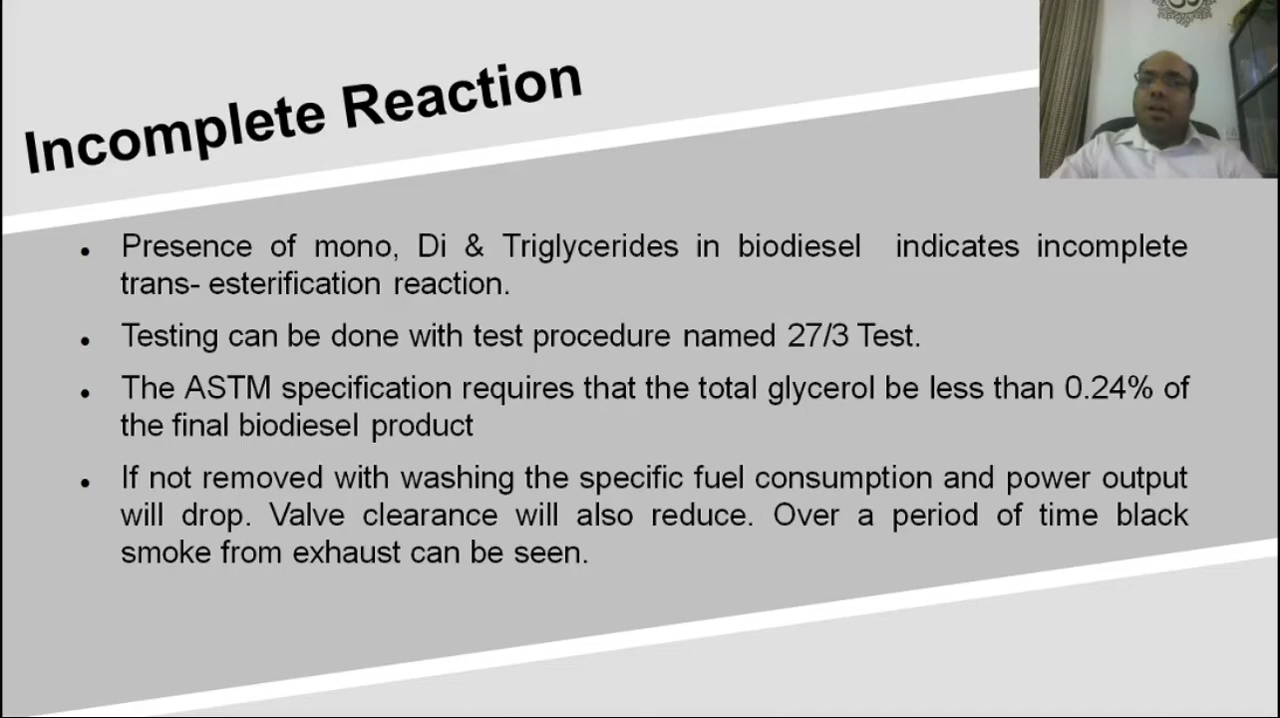 Incomplete Reaction
Presence of mono, Di & Triglycerides in biodiesel indicates incomplete
trans- esterification reaction.
Testing can be done with test procedure named 27/3 Test.
The ASTM specification requires that the total glycerol be less than 0.24% of
the final biodiesel product
If not removed with washing the specific fuel consumption and power output
will drop. Valve clearance will also reduce. Over a period of time black
smoke from exhaust can be seen.